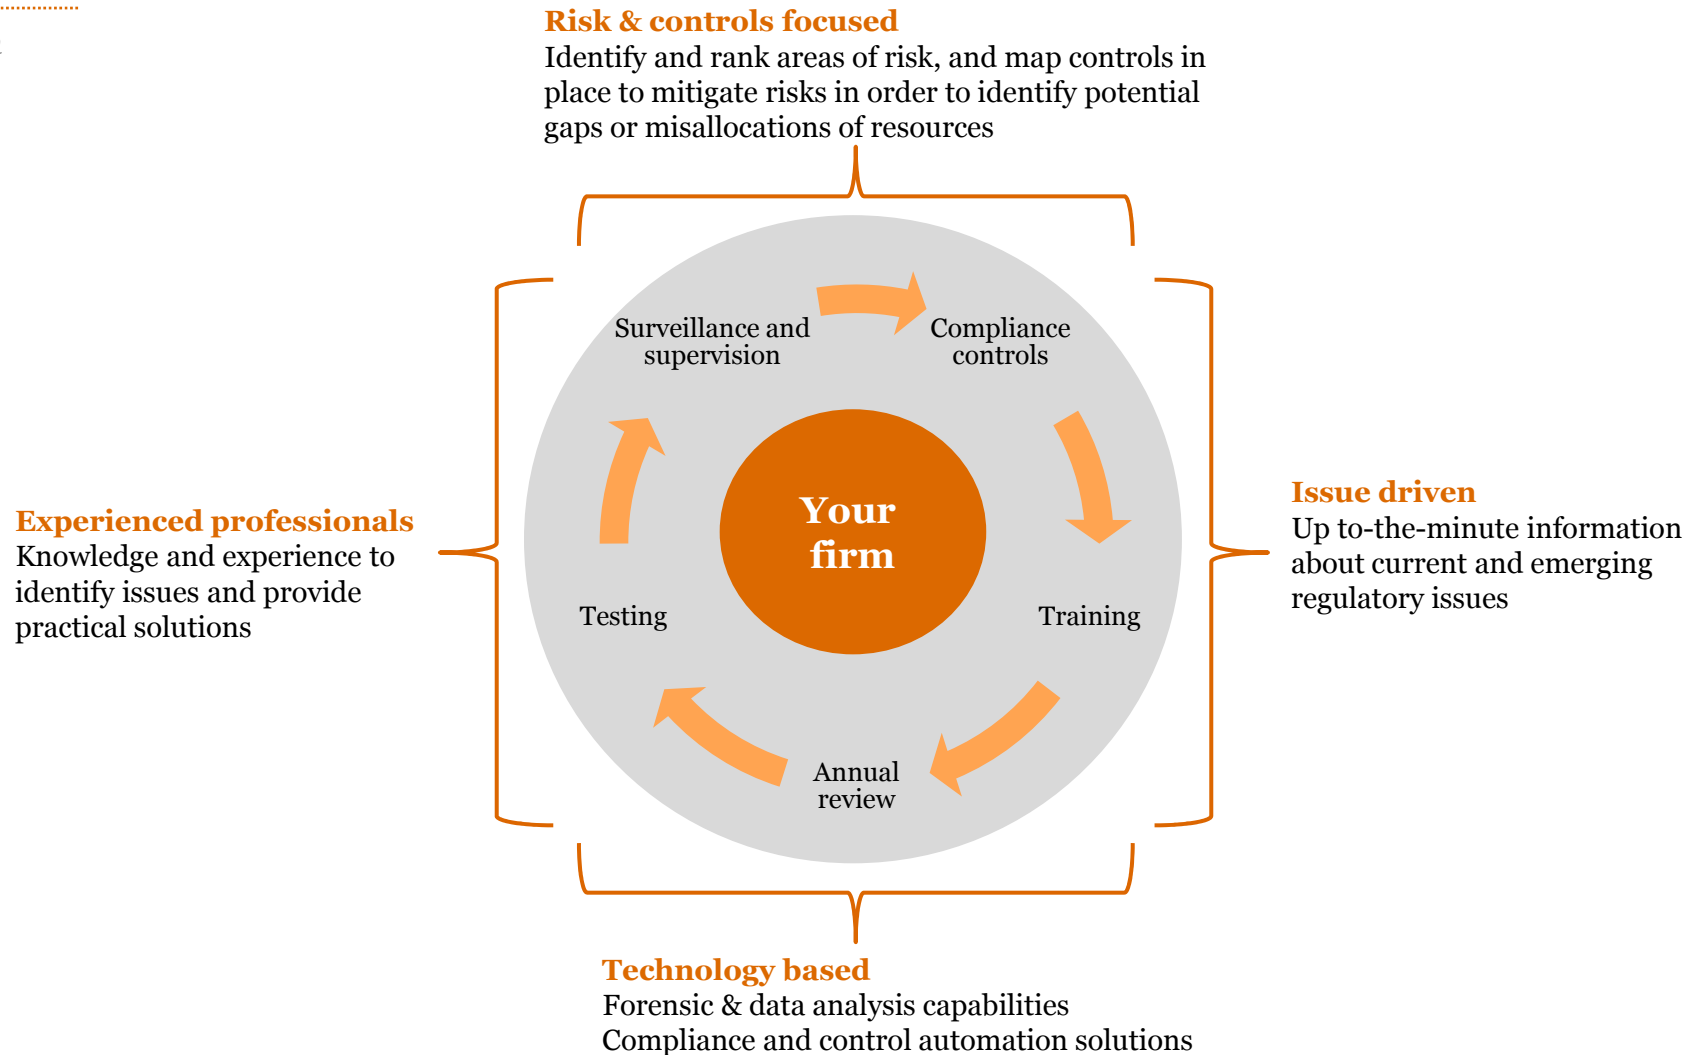 Risk & controls focused
Identify and rank areas of risk, and map controls in
place to mitigate risks in order to identify potential
gaps or misallocations of resources
Surveillance and
supervision
Compliance
controls
Experienced professionals
Knowledge and experience to
identify issues and provide
practical solutions
Your
firm
Issue driven
Up to-the-minute information
about current and emerging
regulatory issues
Testing
Training
Annual
review
Technology based
Forensic & data analysis capabilities
Compliance and control automation solutions